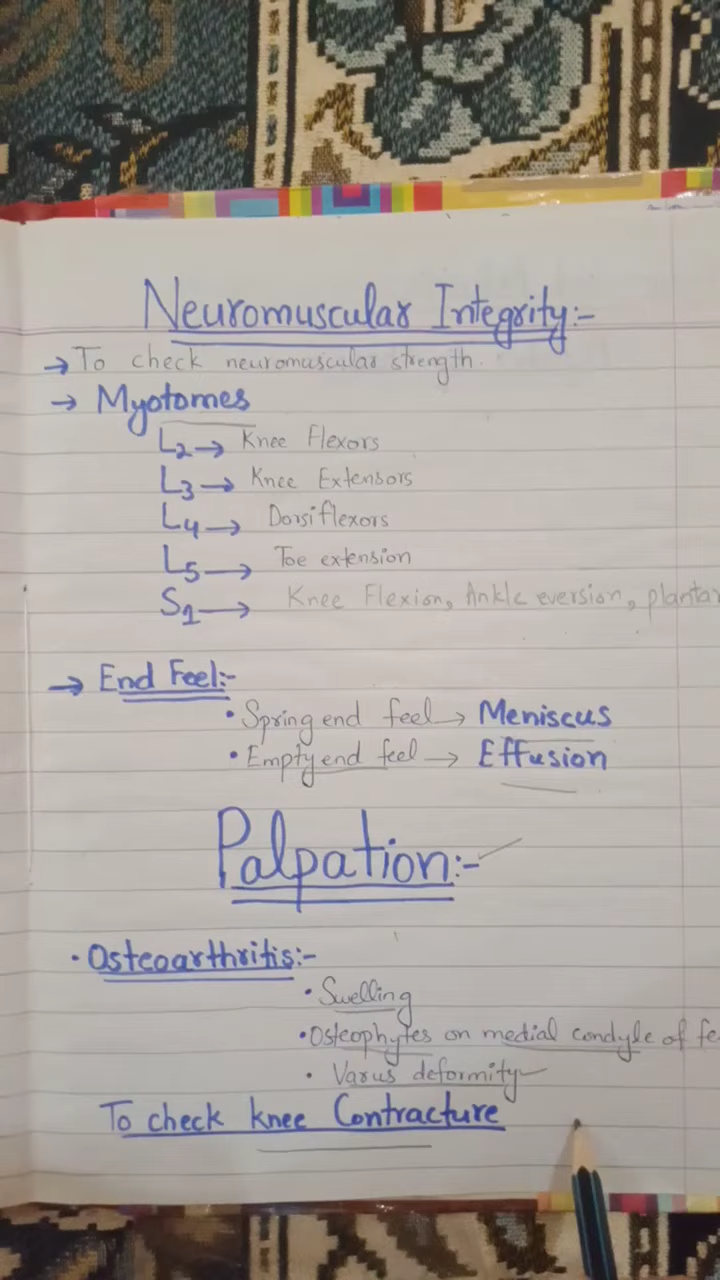 Neuromuscular Integrity:-
→ To check neuromuscular strength.
→ Myotomes
L2 → Knee Flexors
L3 → Knee Extensors
L4 → Dorsiflexors
L5 → Toe extension
S1 → Knee Flexion, Ankle eversion, plantar
→ End Feel:-
• Spring end feel → Meniscus
• Empty end feel → Effusion
Palpation:-
• Osteoarthritis:-
• Swelling
• Osteophytes on medial condyle of fe
• Varus deformity
To check knee Contracture